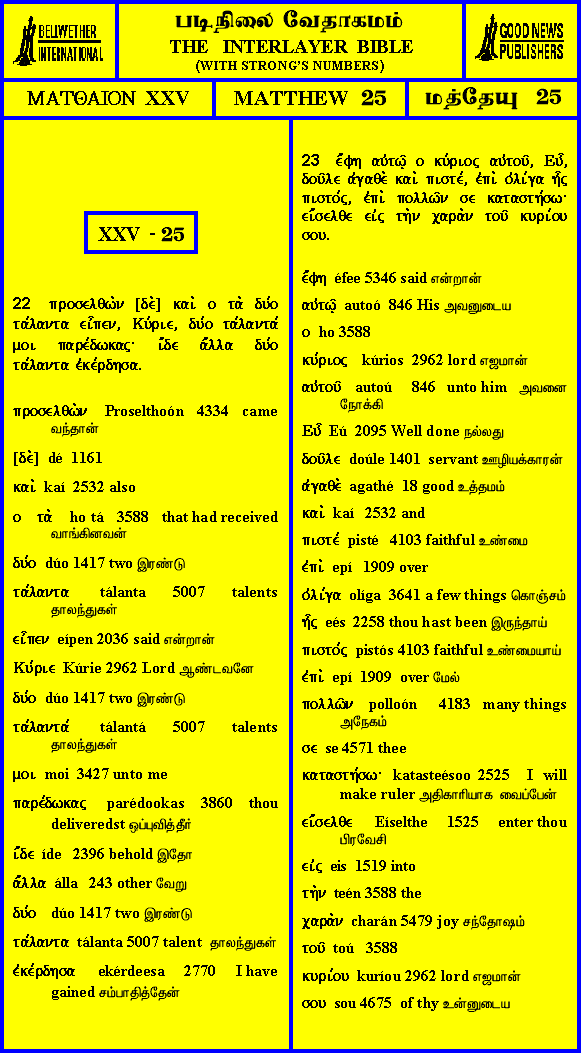 BELLWETHER
INTERNATIONAL
படிநிலை வேதாகமம்
THE INTERLAYER BIBLE
(WITH STRONG'S NUMBERS)
GOOD NEWS
PUBLISHERS
ΜΑΤΘΑΙΟΝ XXV
MATTHEW 25
மத்தேயு 25
XXV - 25
22 προσελθὼν [δὲ] καὶ ο τὰ δύο
τάλαντα εἶπεν, Κύριε, δύο τάλαντά
μοι παρέδωκας· ἴδε ἄλλα δύο
τάλαντα ἐκέρδησα.
προσελθὼν Proselthoón 4334 came
வந்தான்
[δὲ] dé 1161
καὶ kaí 2532 also
ο τὰ ho tá 3588 that had received
வாங்கினவன்
δύο dúo 1417 two இரண்டு
τάλαντα tálanta 5007 talents
தாலந்துகள்
εἶπεν eípen 2036 said என்றான்
Κύριε Kúrie 2962 Lord ஆண்டவனே
δύο dúo 1417 two இரண்டு
τάλαντά tálantá 5007 talents
தாலந்துகள்
μοι moi 3427 unto me
παρέδωκας parédookas 3860 thou
deliveredst ஒப்புவித்தீர்
ἴδε íde 2396 behold இதோ
ἄλλα álla 243 other வேறு
δύο dúo 1417 two இரண்டு
τάλαντα tálanta 5007 talent தாலந்துகள்
ἐκέρδησα ekérdeesa 2770 I have
gained சம்பாதித்தேன்
23 ἔφη αὐτῷ ο κύριος αὐτοῦ, Εὖ,
δοῦλε ἀγαθὲ καὶ πιστέ, ἐπὶ ὀλίγα ἦς
πιστός, ἐπὶ πολλῶν σε καταστήσω·
εἴσελθε εἰς τὴν χαρὰν τοῦ κυρίου
σου.
ἔφη éfee 5346 said என்றான்
αὐτῷ autoó 846 His அவனுடைய
ο ho 3588
κύριος kúrios 2962 lord எஜமான்
αὐτοῦ autoú 846 unto him அவனை
நோக்கி
Εὖ Eú 2095 Well done நல்லது
δοῦλε doúle 1401 servant ஊழியக்காரன்
ἀγαθὲ agathé 18 good உத்தமம்
καὶ kaí 2532 and
πιστέ pisté 4103 faithful உண்மை
ἐπὶ epí 1909 over
ὀλίγα olíga 3641 a few things கொஞ்சம்
ἦς eés 2258 thou hast been இருந்தாய்
πιστός pistós 4103 faithful உண்மையாய்
ἐπὶ epí 1909 over மேல்
πολλῶν polloón 4183 many things
அநேகம்
σε se 4571 thee
καταστήσω· katasteésoo 2525 I will
make ruler அதிகாரியாக வைப்பேன்
εἴσελθε Eíselthe 1525 enter thou
பிரவேசி
εἰς eis 1519 into
τὴν teén 3588 the
χαρὰν charán 5479 joy சந்தோஷம்
τοῦ toú 3588
κυρίου kuríou 2962 lord எஜமான்
σου sou 4675 of thy உன்னுடைய